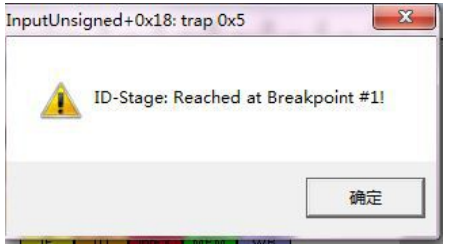 InputUnsigned+0x18: trap 0x5
ID-Stage: Reached at Breakpoint #1!
确定